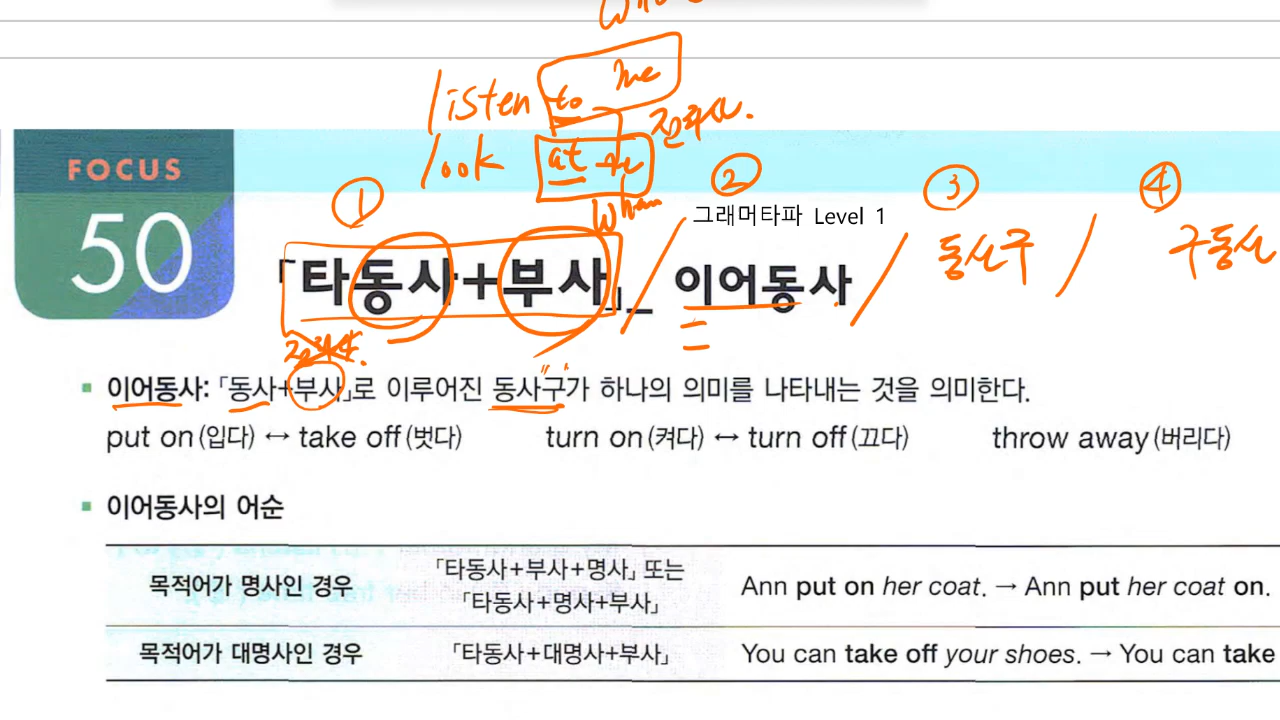 listen to me
전치사.
look at
whom
① ② ③ ④
FOCUS
50
그래머타파 Level 1
「타동사+부사」_ 이어동사 / 동사구 / 구동사
전치사.
▪ 이어동사: 「동사+부사」로 이루어진 동사구가 하나의 의미를 나타내는 것을 의미한다.
put on(입다) ↔ take off(벗다) turn on(켜다) ↔ turn off(끄다) throw away(버리다)
▪ 이어동사의 어순
목적어가 명사인 경우 「타동사+부사+명사」 또는 「타동사+명사+부사」 Ann put on her coat. → Ann put her coat on.
목적어가 대명사인 경우 「타동사+대명사+부사」 You can take off your shoes. → You can take